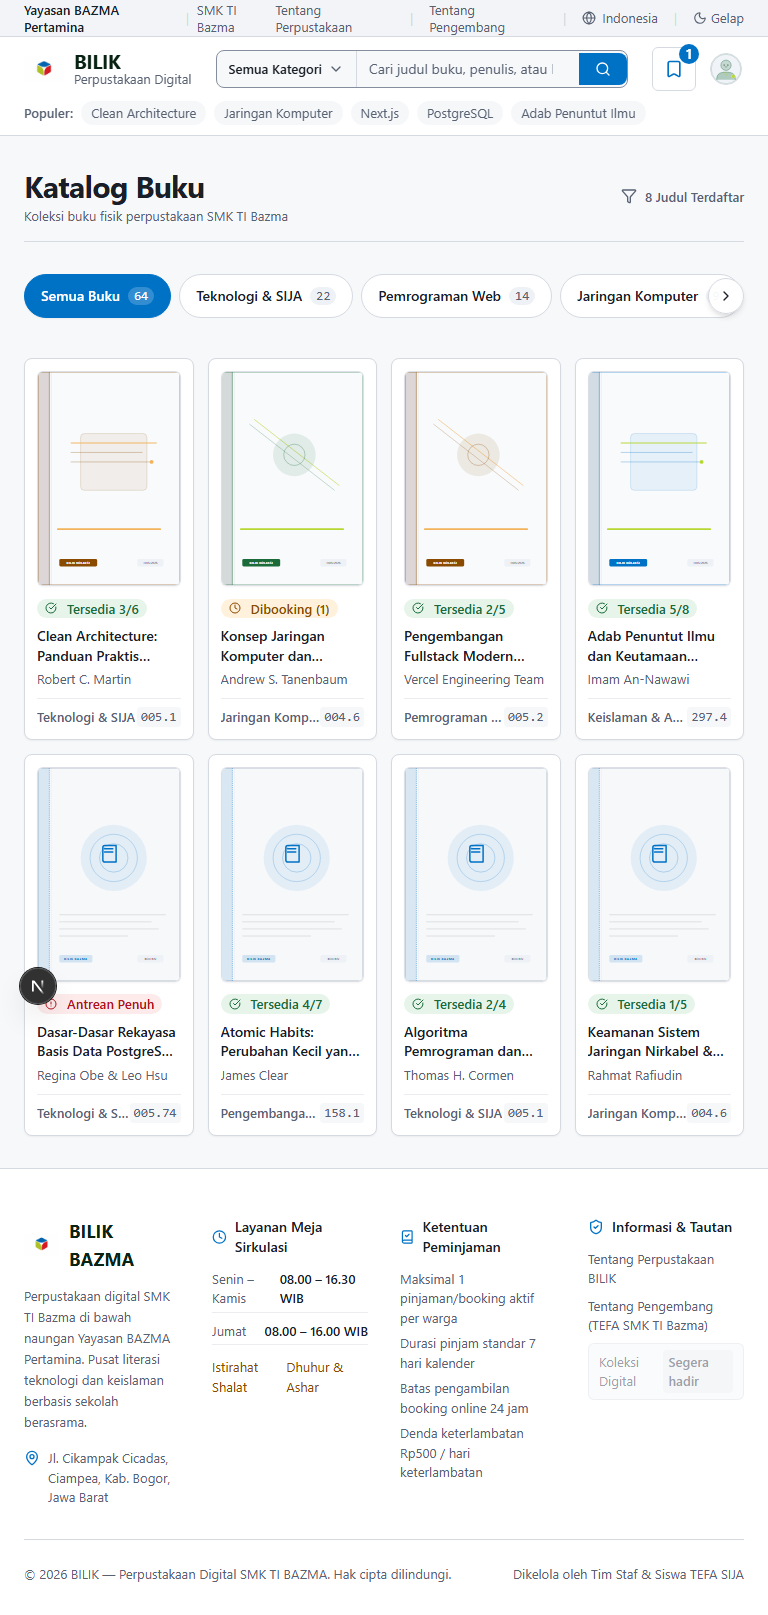 Yayasan BAZMA Pertamina
SMK TI Bazma
Tentang Perpustakaan
Tentang Pengembang
Indonesia
Gelap
BILIK
Perpustakaan Digital
Semua Kategori
Cari judul buku, penulis, atau
1
Populer:
Clean Architecture
Jaringan Komputer
Next.js
PostgreSQL
Adab Penuntut Ilmu
Katalog Buku
Koleksi buku fisik perpustakaan SMK TI Bazma
8 Judul Terdaftar
Semua Buku 64
Teknologi & SIJA 22
Pemrograman Web 14
Jaringan Komputer
Tersedia 3/6
Clean Architecture:
Panduan Praktis...
Robert C. Martin
Teknologi & SIJA 005.1
Dibooking (1)
Konsep Jaringan
Komputer dan...
Andrew S. Tanenbaum
Jaringan Komp... 004.6
Tersedia 2/5
Pengembangan
Fullstack Modern...
Vercel Engineering Team
Pemrograman ... 005.2
Tersedia 5/8
Adab Penuntut Ilmu
dan Keutamaan...
Imam An-Nawawi
Keislaman & A... 297.4
N
Antrean Penuh
Dasar-Dasar Rekayasa
Basis Data PostgreS...
Regina Obe & Leo Hsu
Teknologi & S... 005.74
Tersedia 4/7
Atomic Habits:
Perubahan Kecil yan...
James Clear
Pengembanga... 158.1
Tersedia 2/4
Algoritma
Pemrograman dan...
Thomas H. Cormen
Teknologi & SIJA 005.1
Tersedia 1/5
Keamanan Sistem
Jaringan Nirkabel &...
Rahmat Rafiudin
Jaringan Komp... 004.6
BILIK
BAZMA
Perpustakaan digital SMK
TI Bazma di bawah
naungan Yayasan BAZMA
Pertamina. Pusat literasi
teknologi dan keislaman
berbasis sekolah
berasrama.
Jl. Cikampak Cicadas,
Ciampea, Kab. Bogor,
Jawa Barat
Layanan Meja
Sirkulasi
Senin –
Kamis
08.00 – 16.30
WIB
Jumat 08.00 – 16.00 WIB
Istirahat
Shalat
Dhuhur &
Ashar
Ketentuan
Peminjaman
Maksimal 1
pinjaman/booking aktif
per warga
Durasi pinjam standar 7
hari kalender
Batas pengambilan
booking online 24 jam
Denda keterlambatan
Rp500 / hari
keterlambatan
Informasi & Tautan
Tentang Perpustakaan
BILIK
Tentang Pengembang
(TEFA SMK TI Bazma)
Koleksi
Digital
Segera
hadir
© 2026 BILIK — Perpustakaan Digital SMK TI BAZMA. Hak cipta dilindungi.
Dikelola oleh Tim Staf & Siswa TEFA SIJA